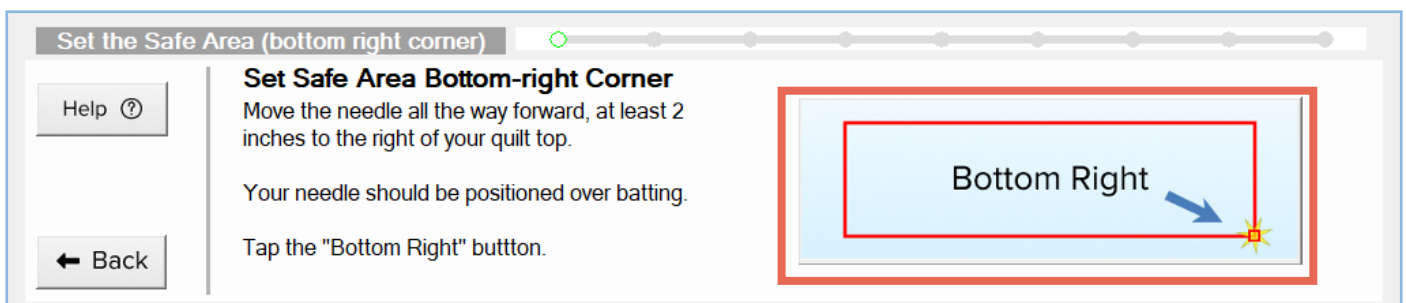 Set the Safe Area (bottom right corner)
Help ?
Set Safe Area Bottom-right Corner
Move the needle all the way forward, at least 2
inches to the right of your quilt top.
Your needle should be positioned over batting.
Tap the "Bottom Right" buttton.
Back
Bottom Right